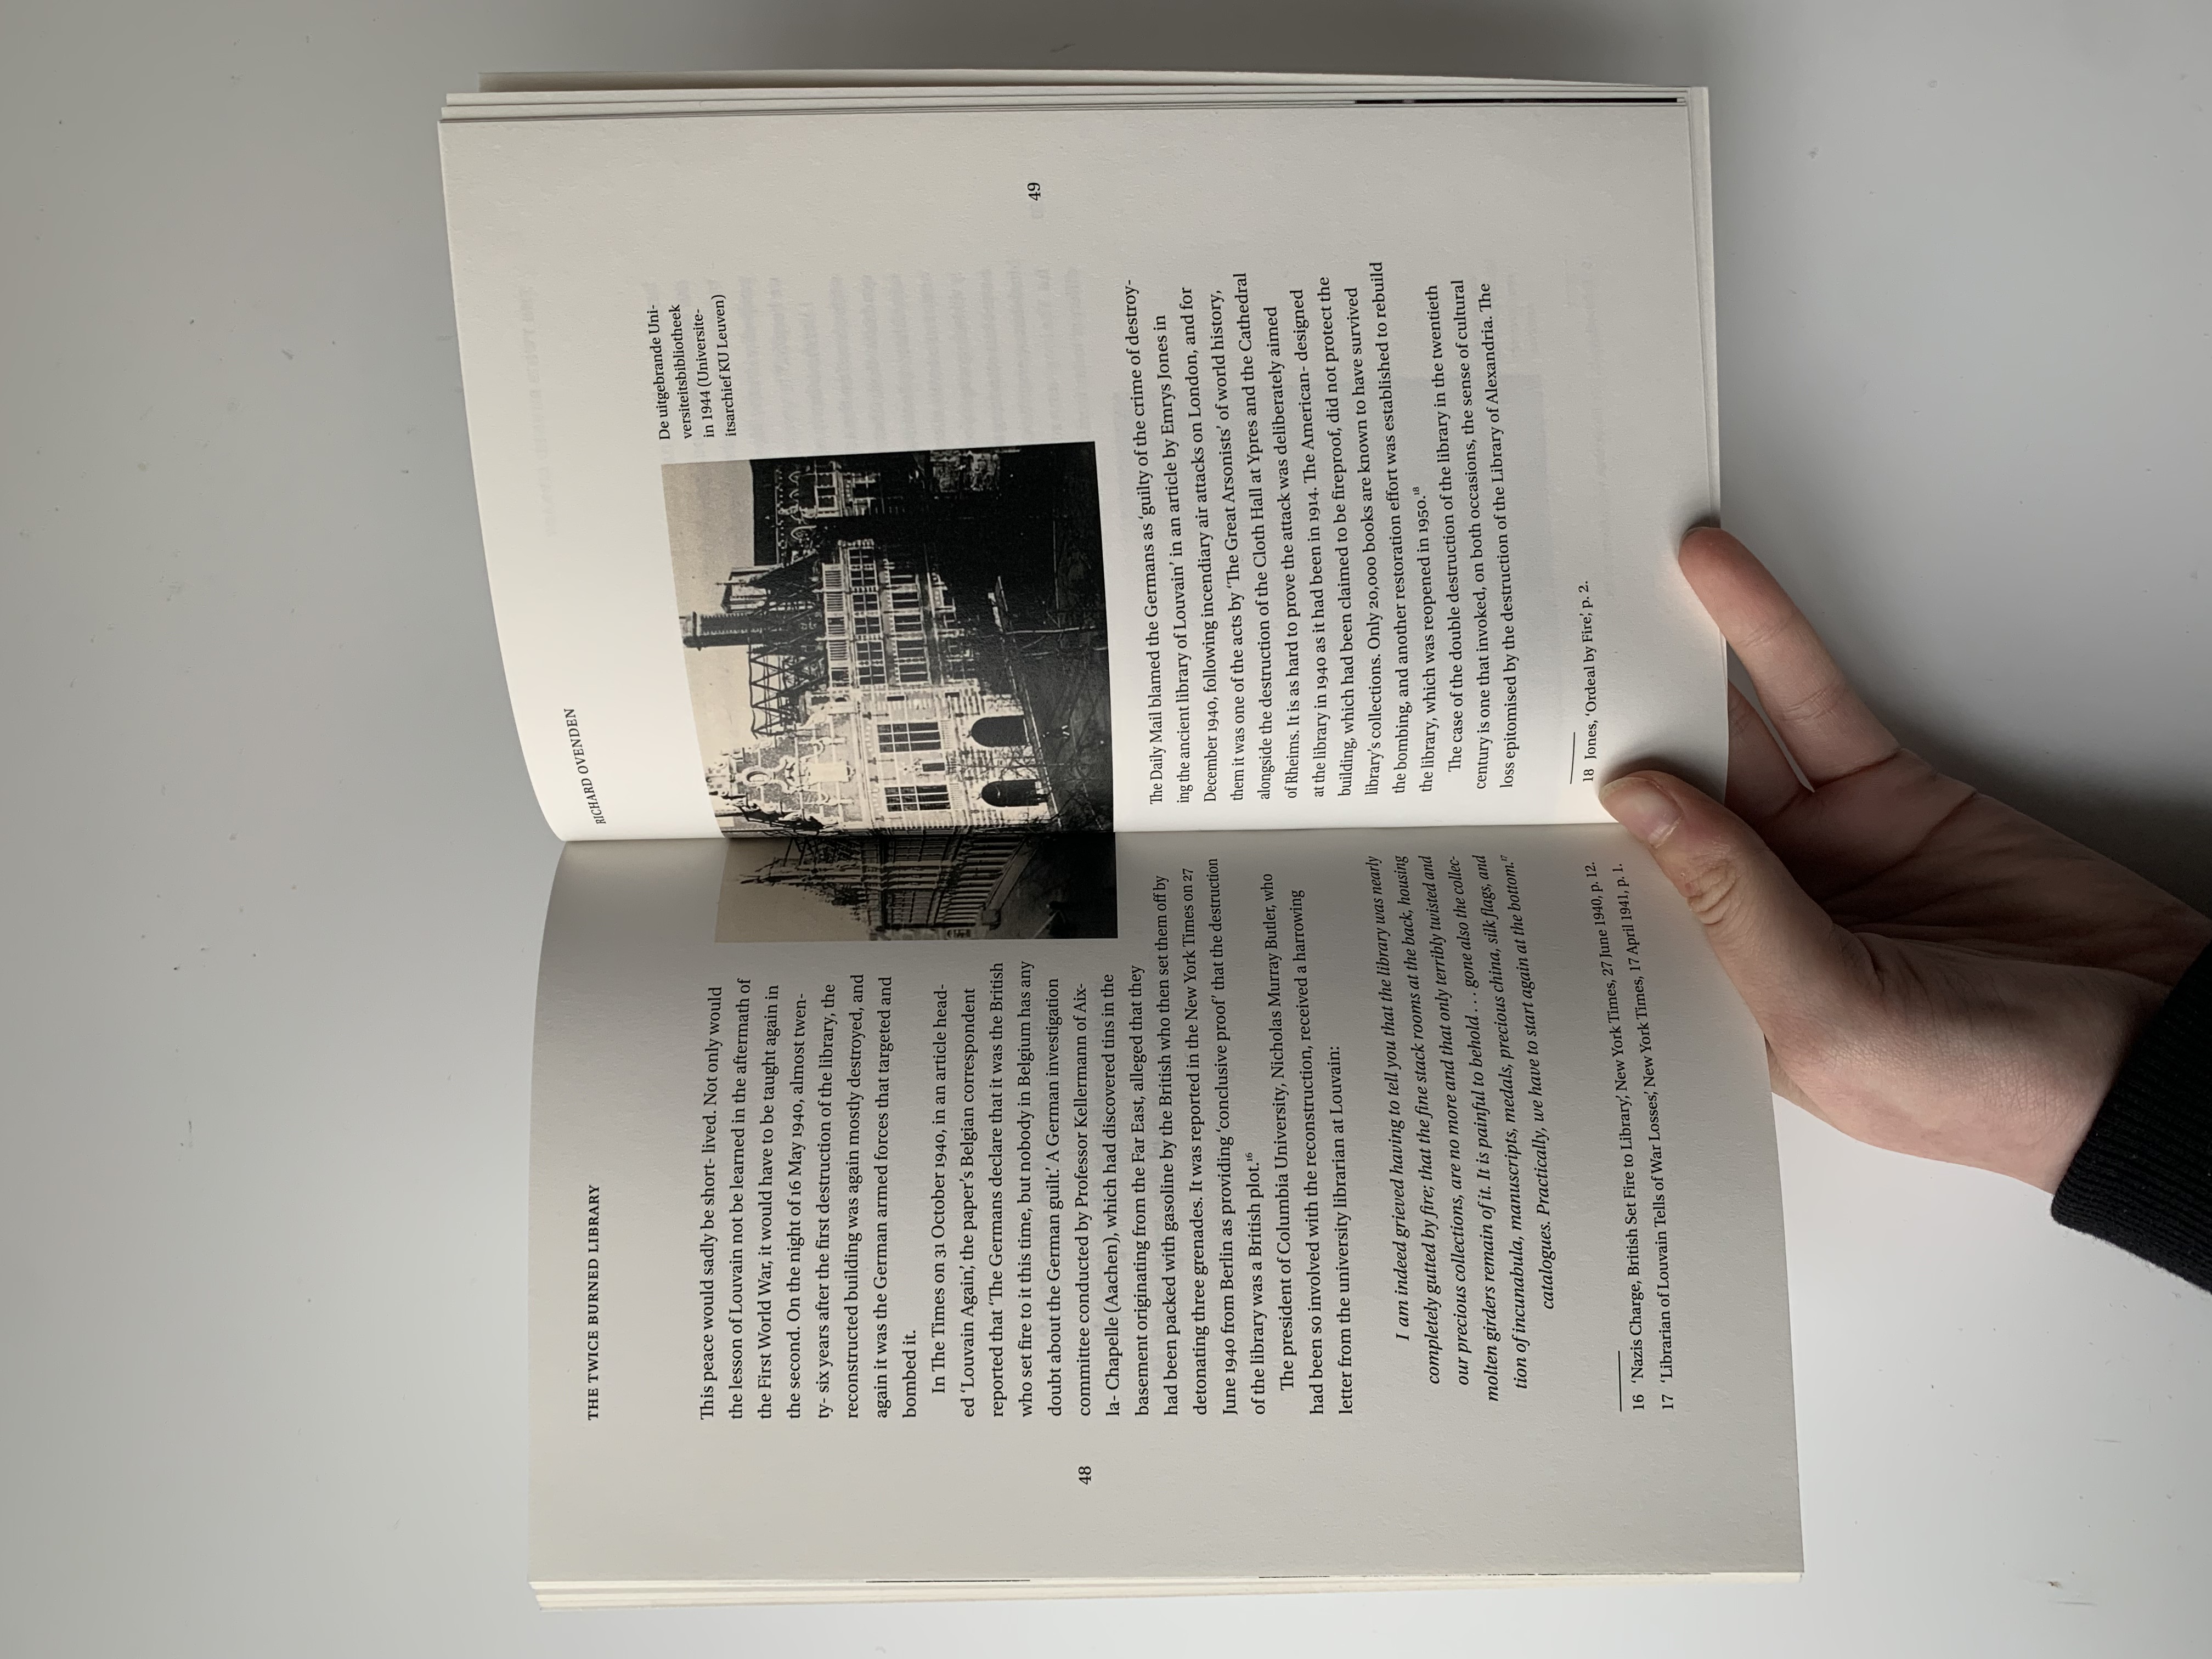 THE TWICE BURNED LIBRARY
This peace would sadly be short- lived. Not only would
the lesson of Louvain not be learned in the aftermath of
the First World War, it would have to be taught again in
the second. On the night of 16 May 1940, almost twen-
ty- six years after the first destruction of the library, the
reconstructed building was again mostly destroyed, and
again it was the German armed forces that targeted and
bombed it.
In The Times on 31 October 1940, in an article head-
ed ‘Louvain Again’, the paper’s Belgian correspondent
reported that ‘The Germans declare that it was the British
who set fire to it this time, but nobody in Belgium has any
doubt about the German guilt.’ A German investigation
committee conducted by Professor Kellermann of Aix-
la- Chapelle (Aachen), which had discovered tins in the
basement originating from the Far East, alleged that they
had been packed with gasoline by the British who then set them off by
detonating three grenades. It was reported in the New York Times on 27
June 1940 from Berlin as providing ‘conclusive proof’ that the destruction
of the library was a British plot.16
The president of Columbia University, Nicholas Murray Butler, who
had been so involved with the reconstruction, received a harrowing
letter from the university librarian at Louvain:
I am indeed grieved having to tell you that the library was nearly
completely gutted by fire; that the fine stack rooms at the back, housing
our precious collections, are no more and that only terribly twisted and
molten girders remain of it. It is painful to behold . . . gone also the collec-
tion of incunabula, manuscripts, medals, precious china, silk flags, and
catalogues. Practically, we have to start again at the bottom.17
16 ‘Nazis Charge, British Set Fire to Library’, New York Times, 27 June 1940, p. 12.
17 ‘Librarian of Louvain Tells of War Losses’, New York Times, 17 April 1941, p. 1.
48
RICHARD OVENDEN
De uitgebrande Uni-
versiteitsbibliotheek
in 1944 (Universite-
itsarchief KU Leuven)
The Daily Mail blamed the Germans as ‘guilty of the crime of destroy-
ing the ancient library of Louvain’ in an article by Emrys Jones in
December 1940, following incendiary air attacks on London, and for
them it was one of the acts by ‘The Great Arsonists’ of world history,
alongside the destruction of the Cloth Hall at Ypres and the Cathedral
of Rheims. It is as hard to prove the attack was deliberately aimed
at the library in 1940 as it had been in 1914. The American- designed
building, which had been claimed to be fireproof, did not protect the
library’s collections. Only 20,000 books are known to have survived
the bombing, and another restoration effort was established to rebuild
the library, which was reopened in 1950.18
The case of the double destruction of the library in the twentieth
century is one that invoked, on both occasions, the sense of cultural
loss epitomised by the destruction of the Library of Alexandria. The
18 Jones, ‘Ordeal by Fire’, p. 2.
49